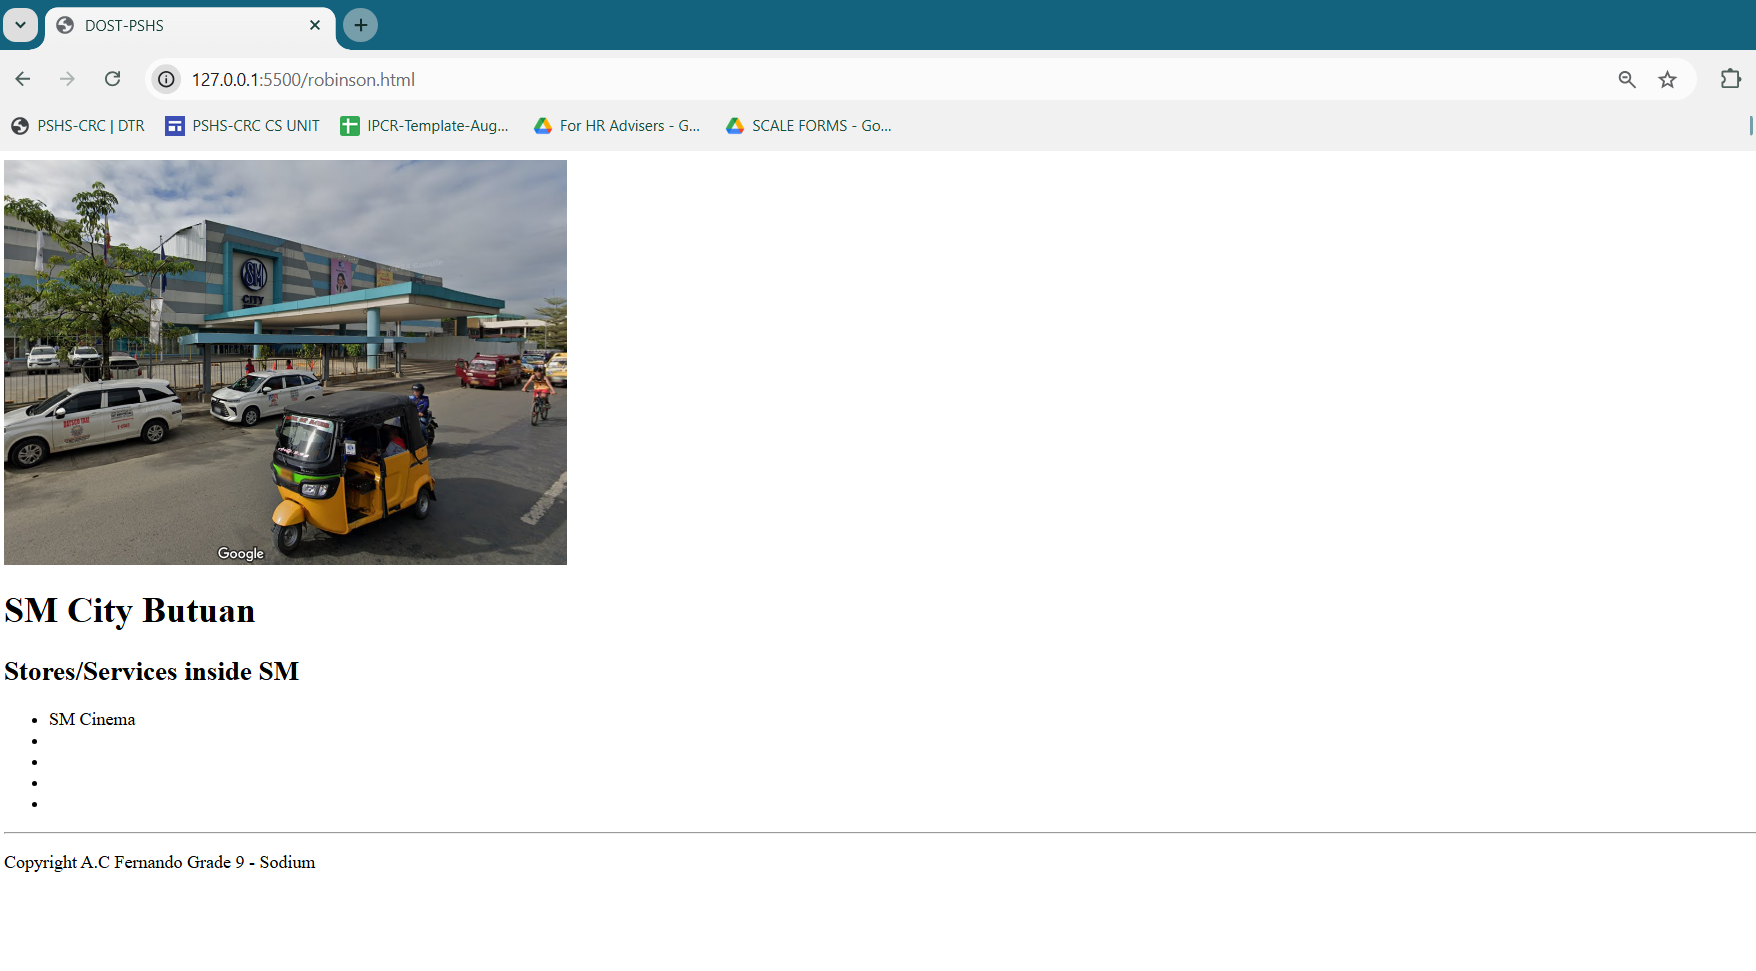 DOST-PSHS
127.0.0.1:5500/robinson.html
PSHS-CRC | DTR PSHS-CRC CS UNIT IPCR-Template-Aug... For HR Advisers - G... SCALE FORMS - Go...
SM
CITY
Google
SM City Butuan
Stores/Services inside SM
SM Cinema
Copyright A.C Fernando Grade 9 - Sodium